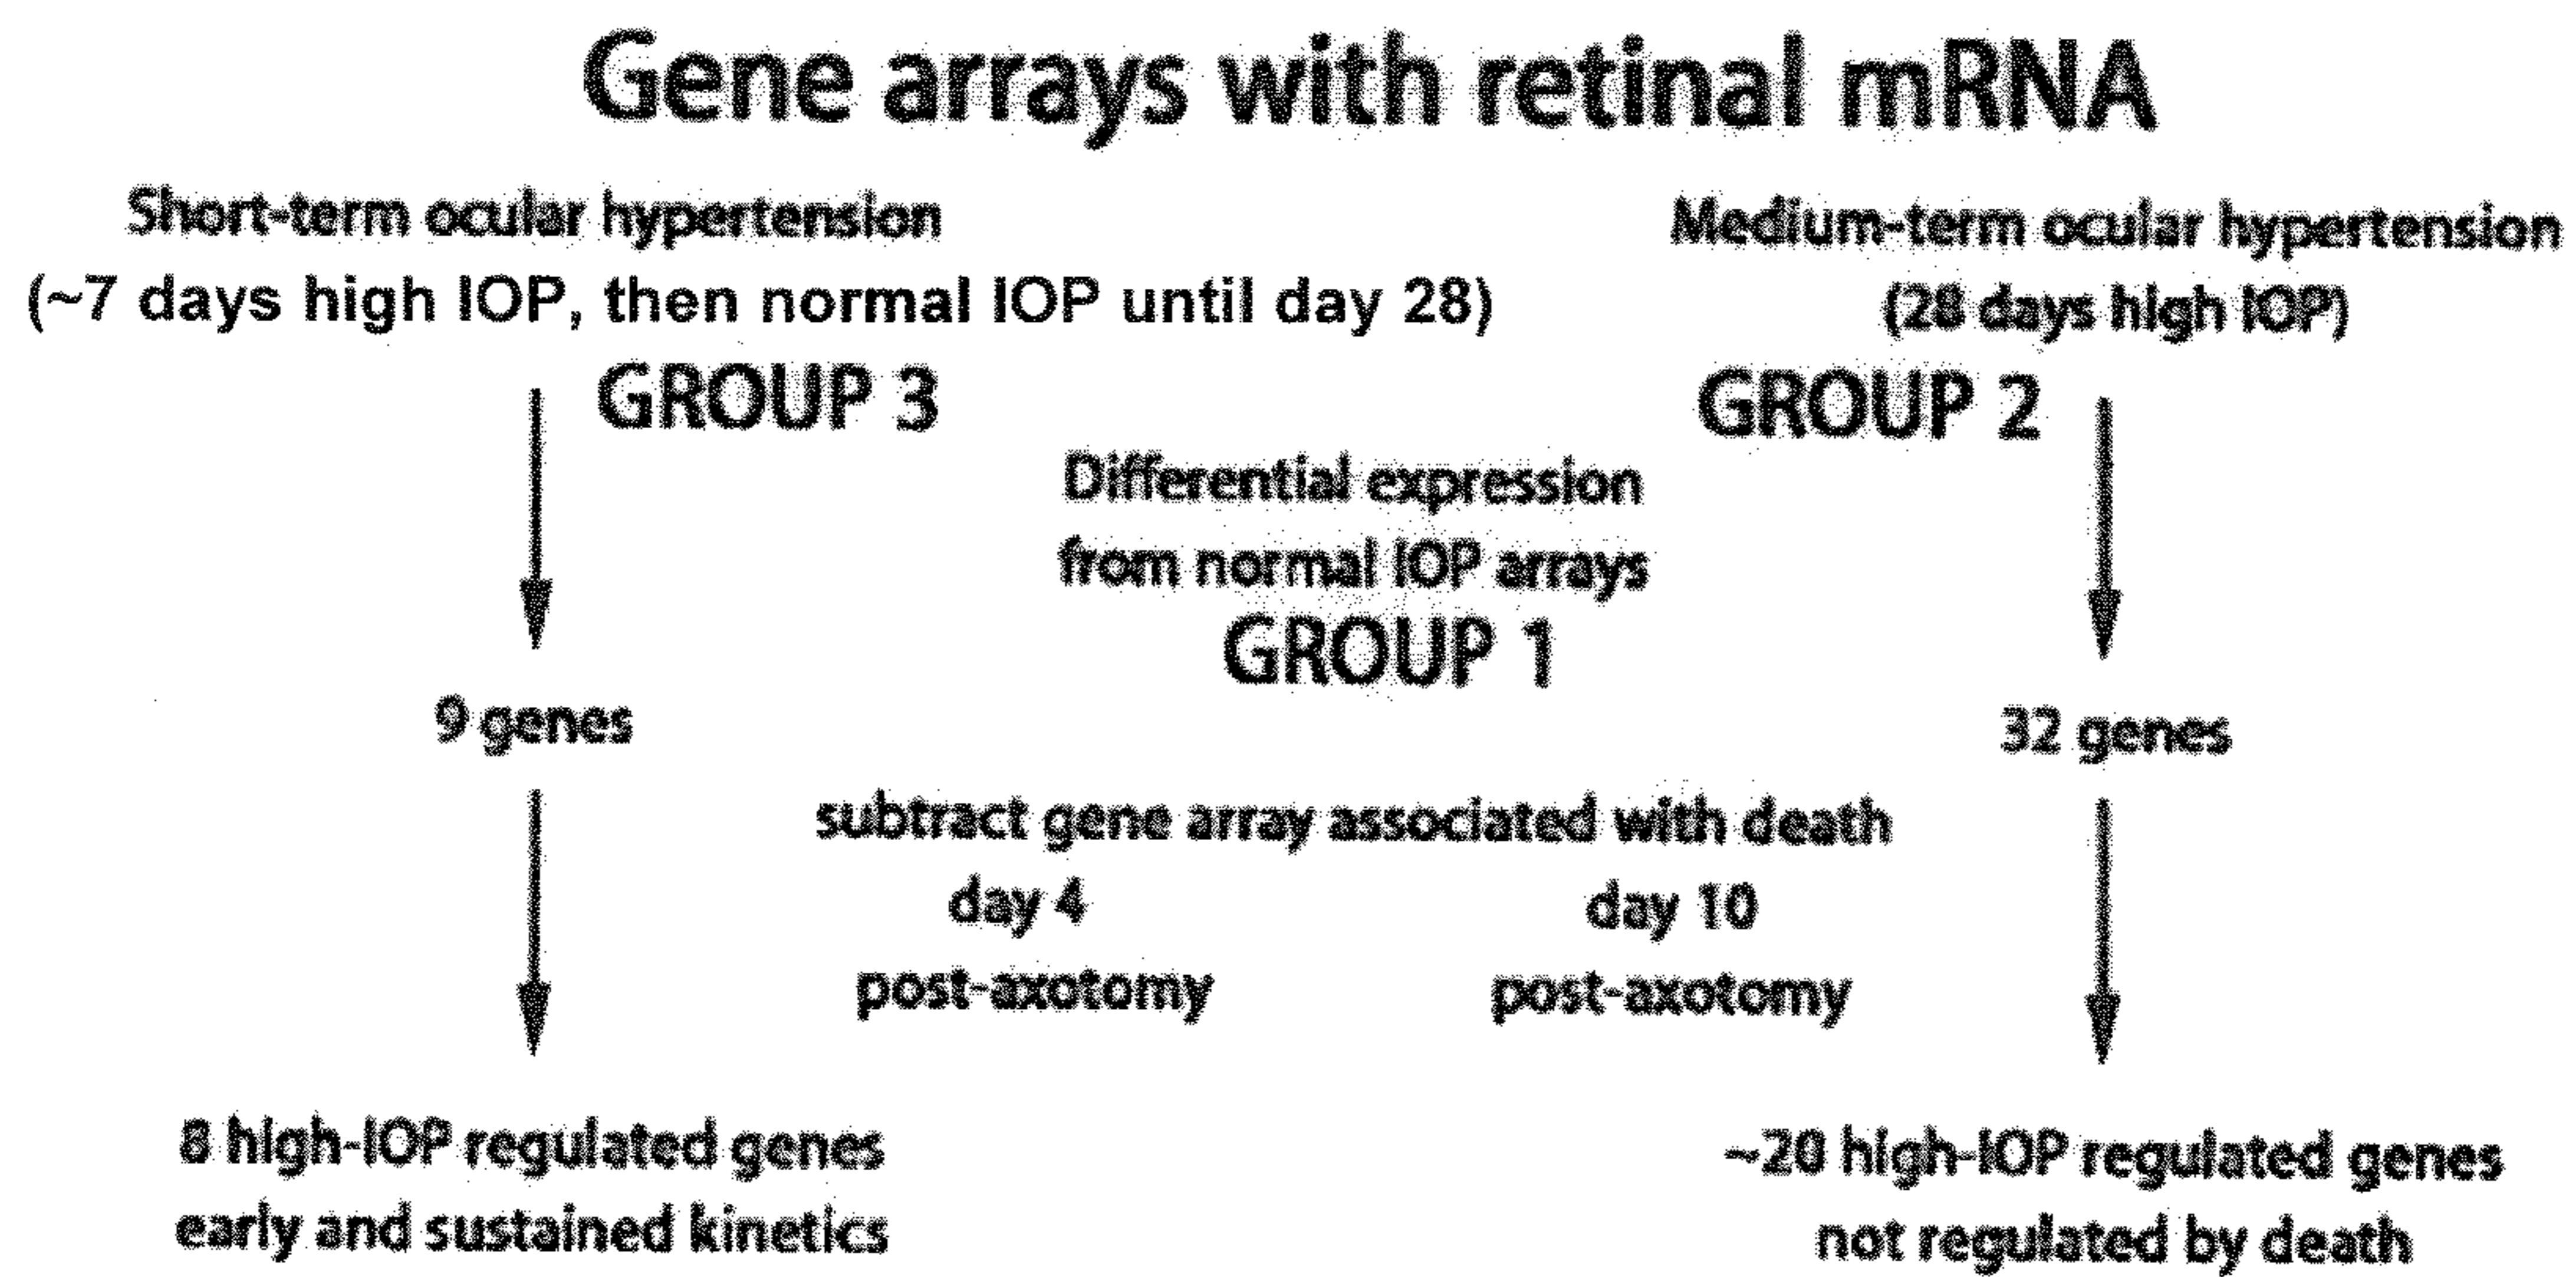 Gene arrays with retinal mRNA
Short-term ocular hypertension
(~7 days high IOP, then normal IOP until day 28)
GROUP 3
Medium-term ocular hypertension
(28 days high IOP)
GROUP 2
Differential expression
from normal IOP arrays
GROUP 1
9 genes
32 genes
subtract gene array associated with death
day 4
post-axotomy
day 10
post-axotomy
8 high-IOP regulated genes
early and sustained kinetics
~20 high-IOP regulated genes
not regulated by death